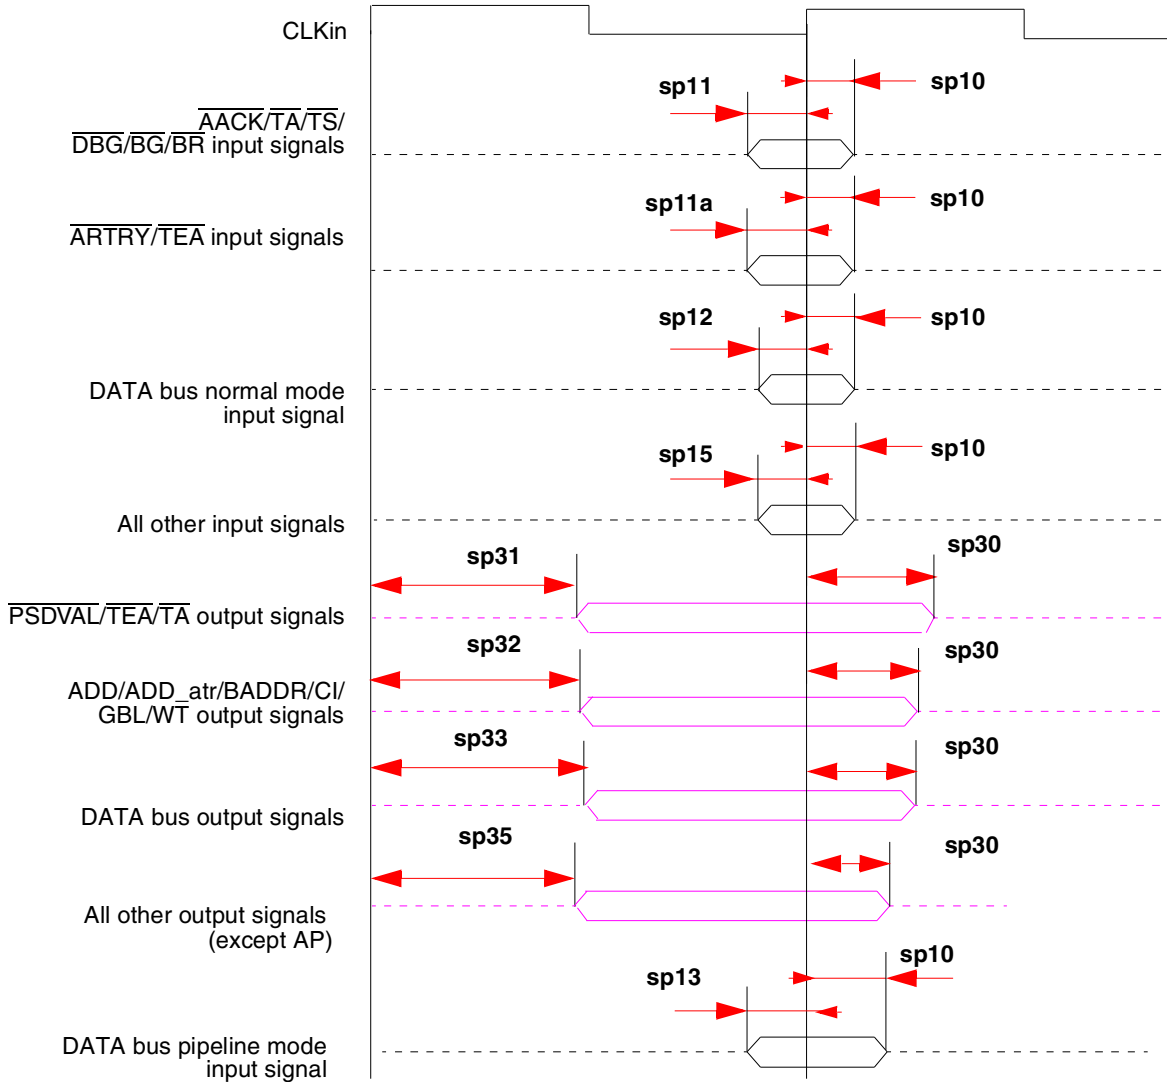 CLKin
sp10
sp11
AACK/TA/TS/
DBG/BG/BR input signals
sp10
sp11a
ARTRY/TEA input signals
sp10
sp12
DATA bus normal mode
input signal
sp10
sp15
All other input signals
sp31
sp30
PSDVAL/TEA/TA output signals
sp32
sp30
ADD/ADD_atr/BADDR/CI/
GBL/WT output signals
sp33
sp30
DATA bus output signals
sp35
sp30
All other output signals
(except AP)
sp10
sp13
DATA bus pipeline mode
input signal